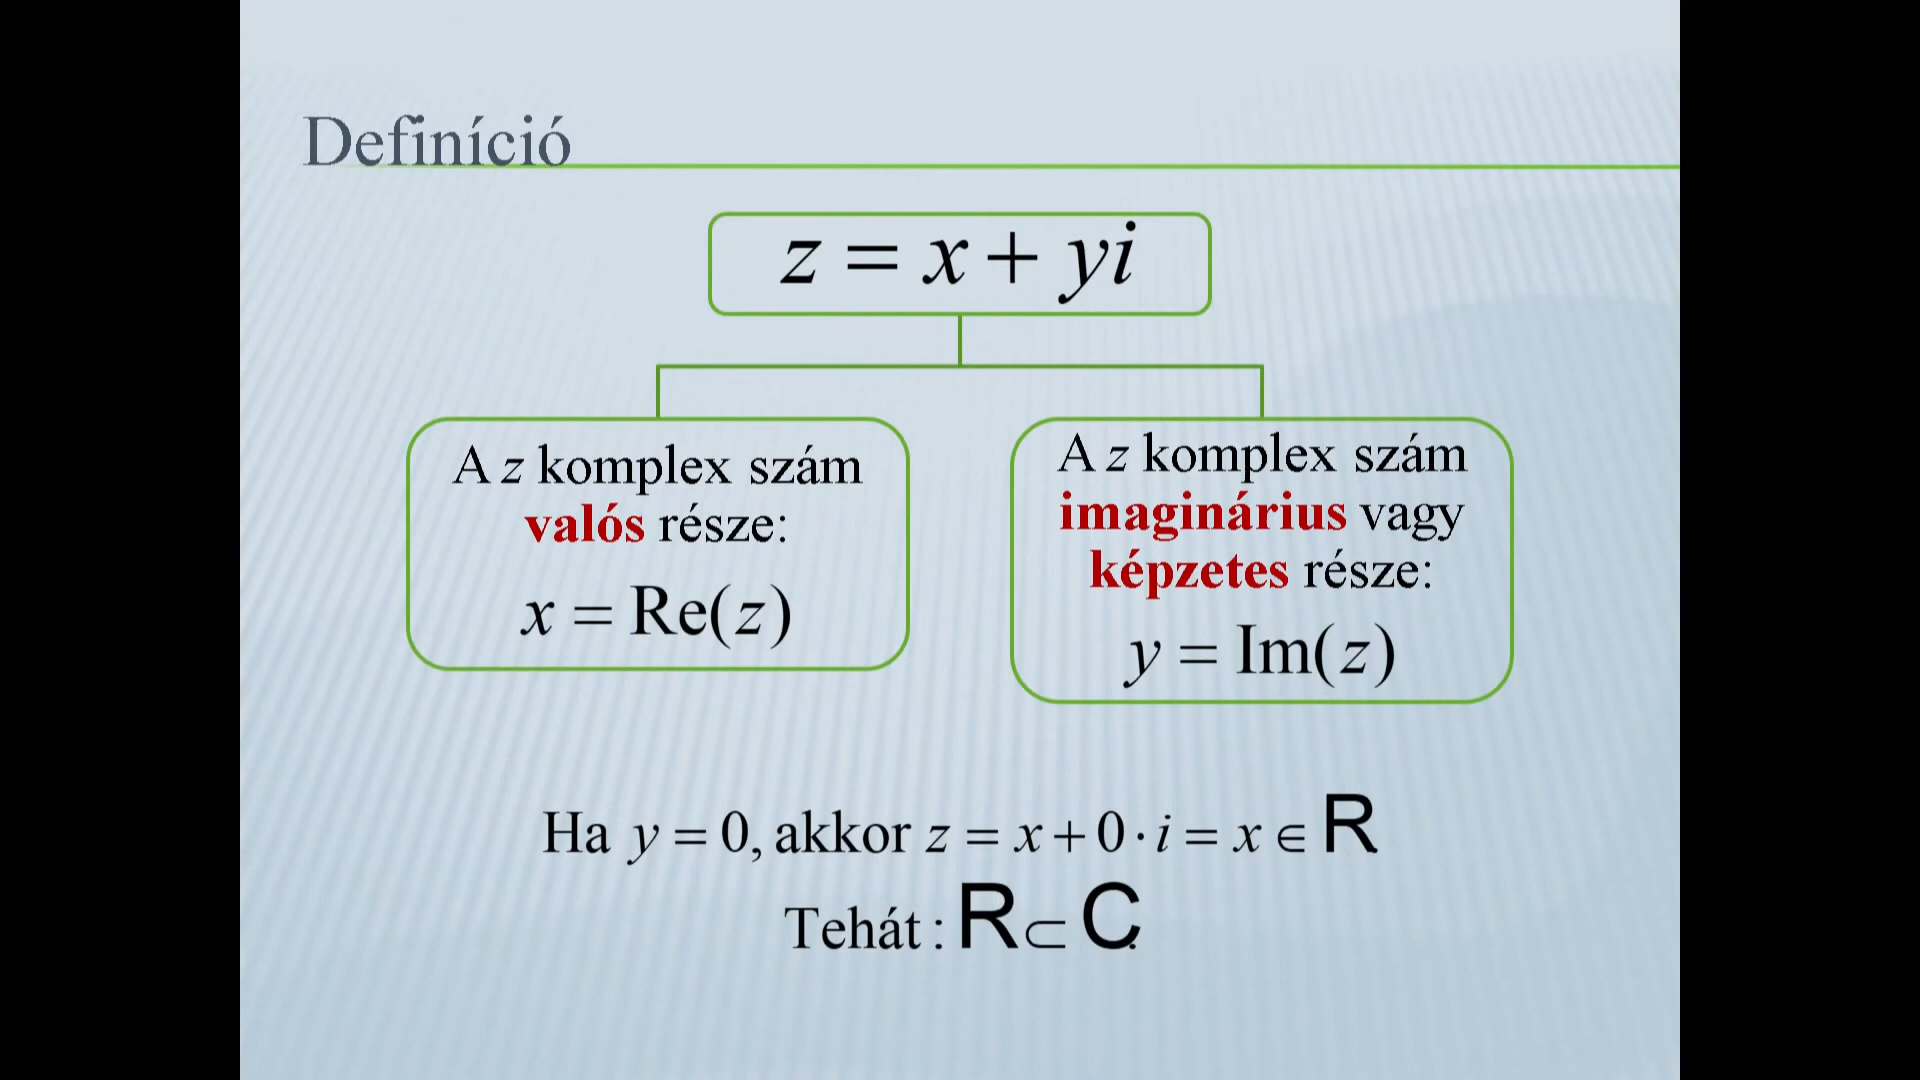 Definíció
z = x + yi
A z komplex szám
valós része:
x = Re(z)
A z komplex szám
imaginárius vagy
képzetes része:
y = Im(z)
Ha y = 0, akkor z = x + 0 · i = x ∈ R
Tehát : R ⊂ C.